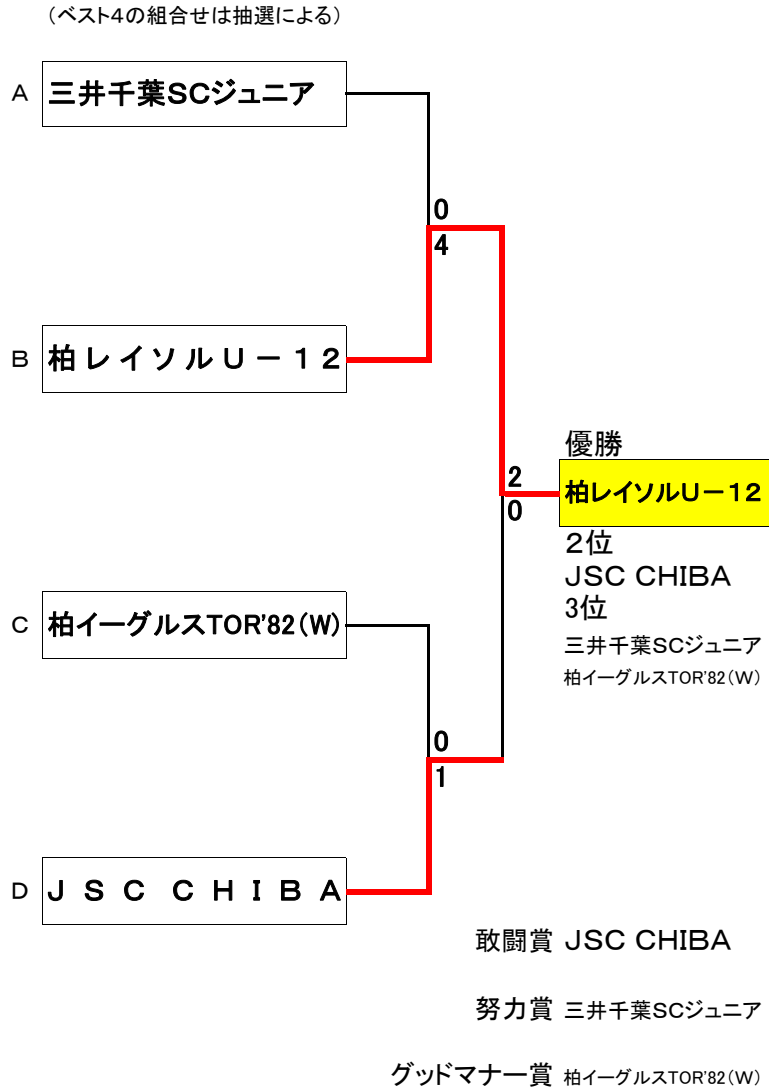 （ベスト4の組合せは抽選による）
A 三井千葉SCジュニア
0
4
B 柏レイソルU－12
優勝
2
柏レイソルU－12
0
2位
JSC CHIBA
3位
C 柏イーグルスTOR'82（W）
三井千葉SCジュニア
柏イーグルスTOR'82（W）
0
1
D JSC CHIBA
敢闘賞 JSC CHIBA
努力賞 三井千葉SCジュニア
グッドマナー賞 柏イーグルスTOR'82（W）